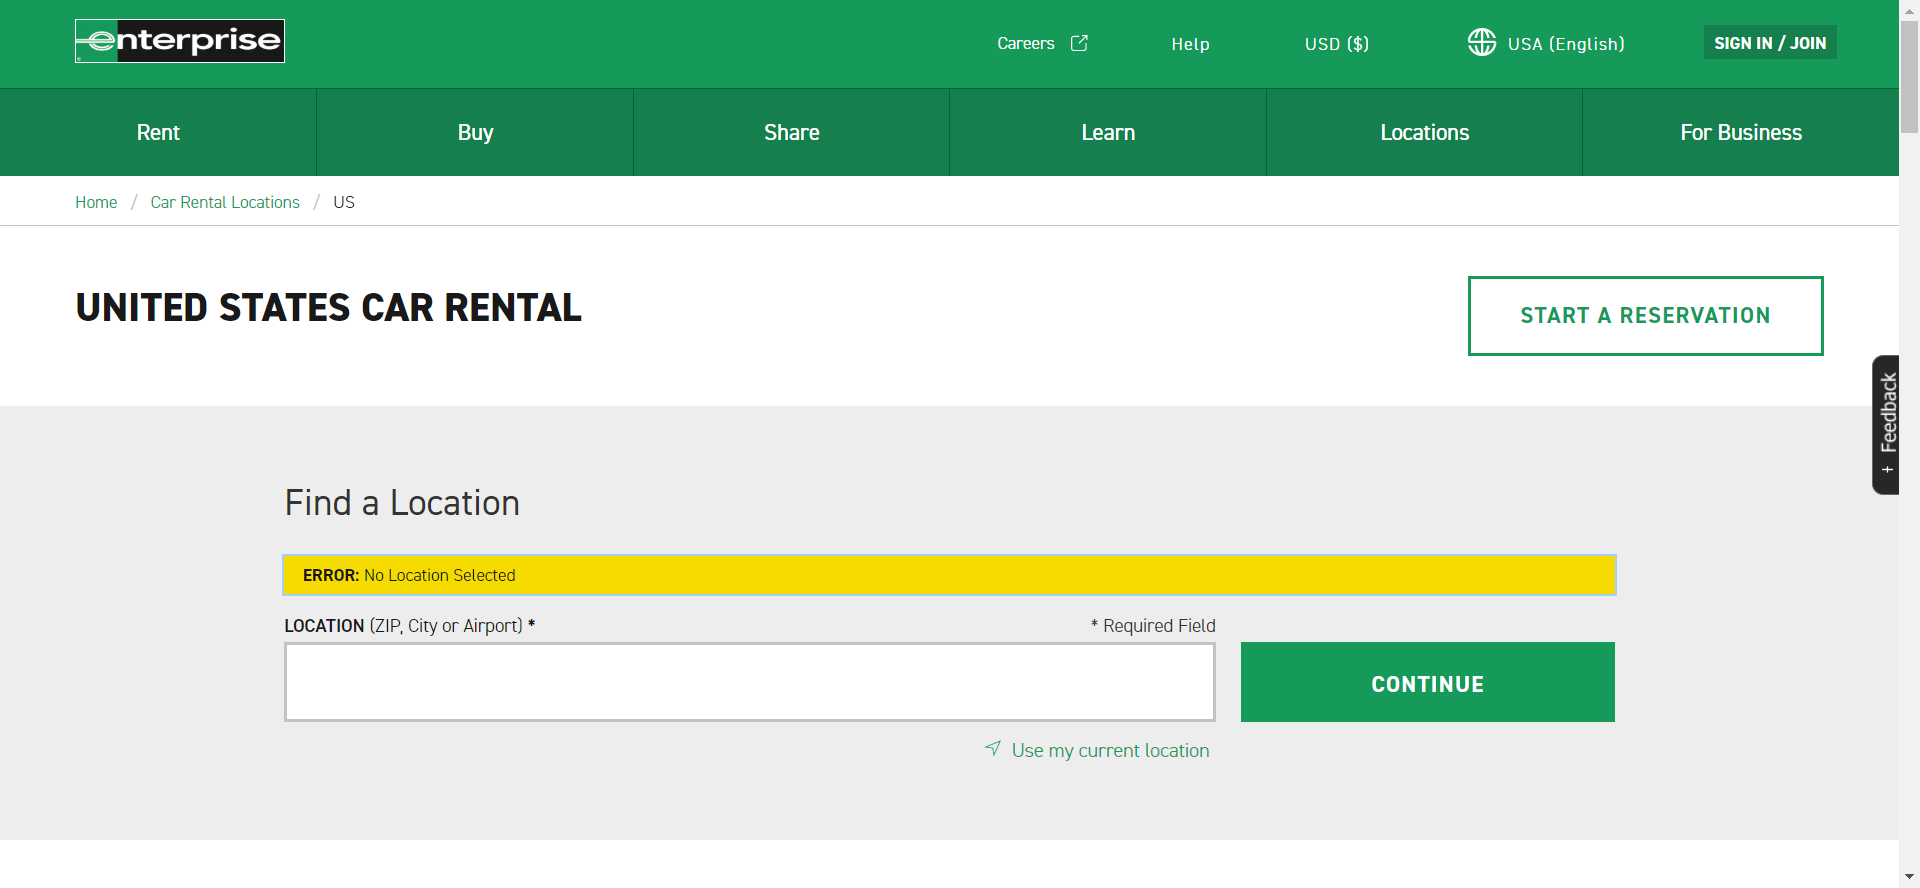 enterprise
Careers
Help
USD ($)
USA (English)
SIGN IN / JOIN
Rent
Buy
Share
Learn
Locations
For Business
Home / Car Rental Locations / US
UNITED STATES CAR RENTAL
START A RESERVATION
+ Feedback
Find a Location
ERROR: No Location Selected
LOCATION (ZIP, City or Airport) *
* Required Field
CONTINUE
Use my current location